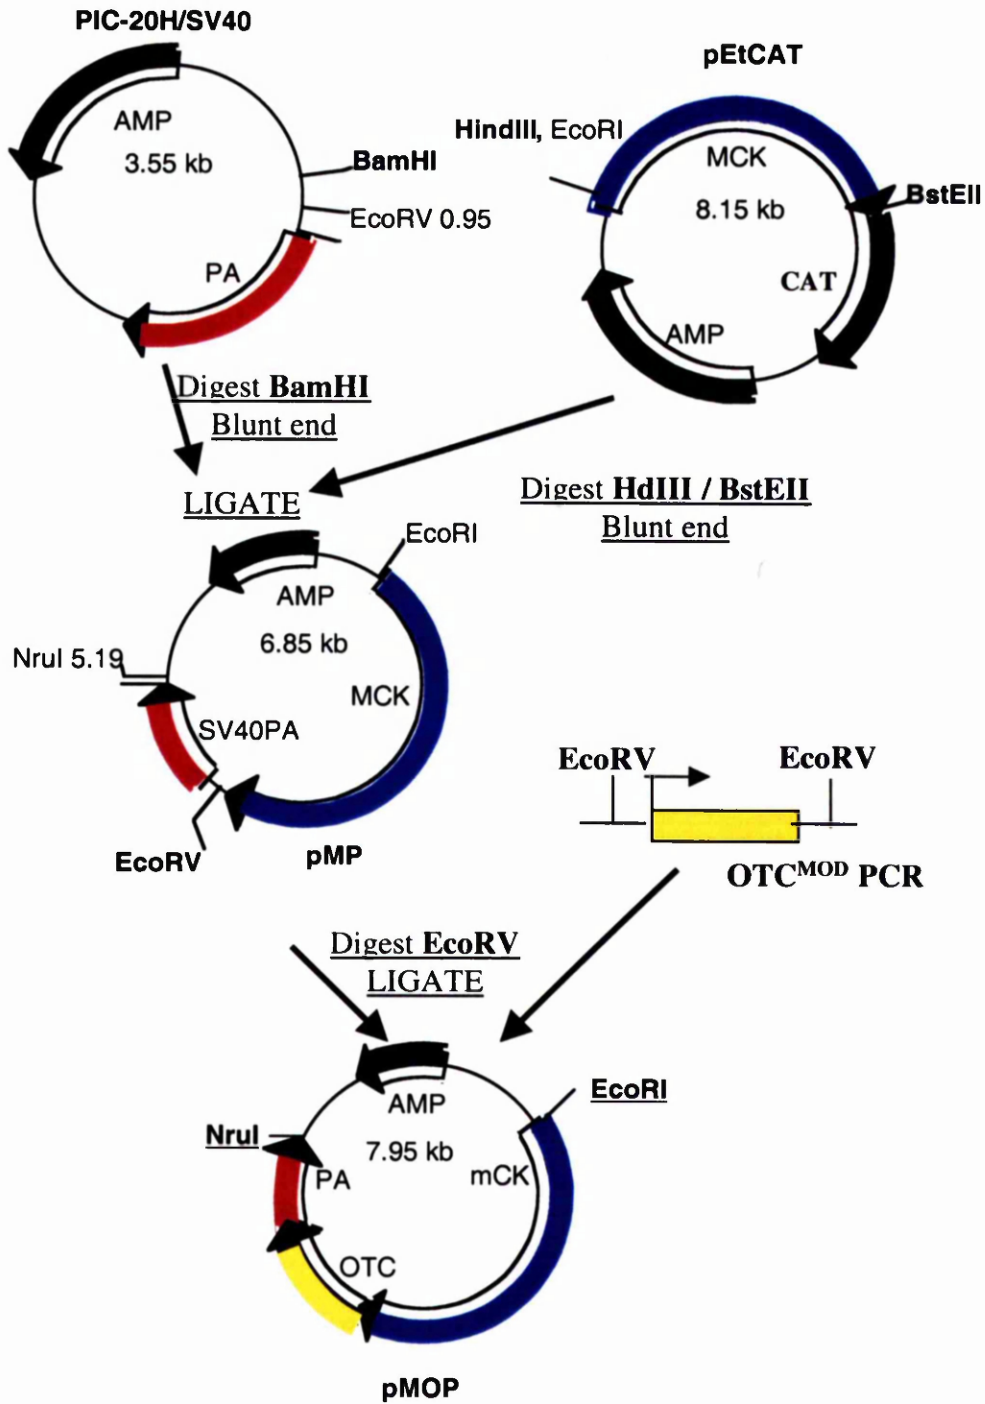 PIC-20H/SV40
AMP
3.55 kb
BamHI
EcoRV 0.95
PA
pEtCAT
HindIII, EcoRI
MCK
8.15 kb
BstEII
CAT
AMP
Digest BamHI
Blunt end
LIGATE
Digest HdIII / BstEII
Blunt end
EcoRI
AMP
6.85 kb
NruI 5.19
MCK
SV40PA
EcoRV
pMP
EcoRV
EcoRV
OTCMOD PCR
Digest EcoRV
LIGATE
AMP
EcoRI
NruI
7.95 kb
PA
mCK
OTC
pMOP